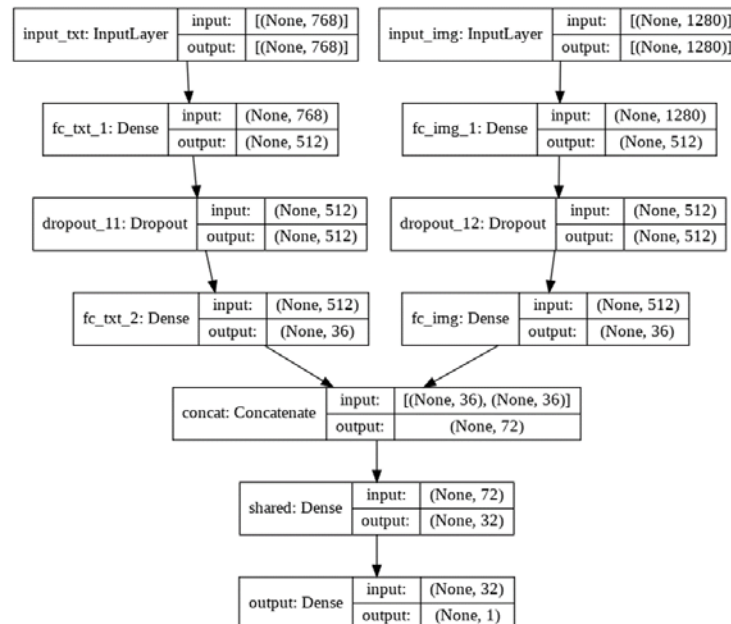 input_txt: InputLayer input: [(None, 768)]
output: [(None, 768)]
input_img: InputLayer input: [(None, 1280)]
output: [(None, 1280)]
fc_txt_1: Dense input: (None, 768)
output: (None, 512)
fc_img_1: Dense input: (None, 1280)
output: (None, 512)
dropout_11: Dropout input: (None, 512)
output: (None, 512)
dropout_12: Dropout input: (None, 512)
output: (None, 512)
fc_txt_2: Dense input: (None, 512)
output: (None, 36)
fc_img: Dense input: (None, 512)
output: (None, 36)
concat: Concatenate input: [(None, 36), (None, 36)]
output: (None, 72)
shared: Dense input: (None, 72)
output: (None, 32)
output: Dense input: (None, 32)
output: (None, 1)